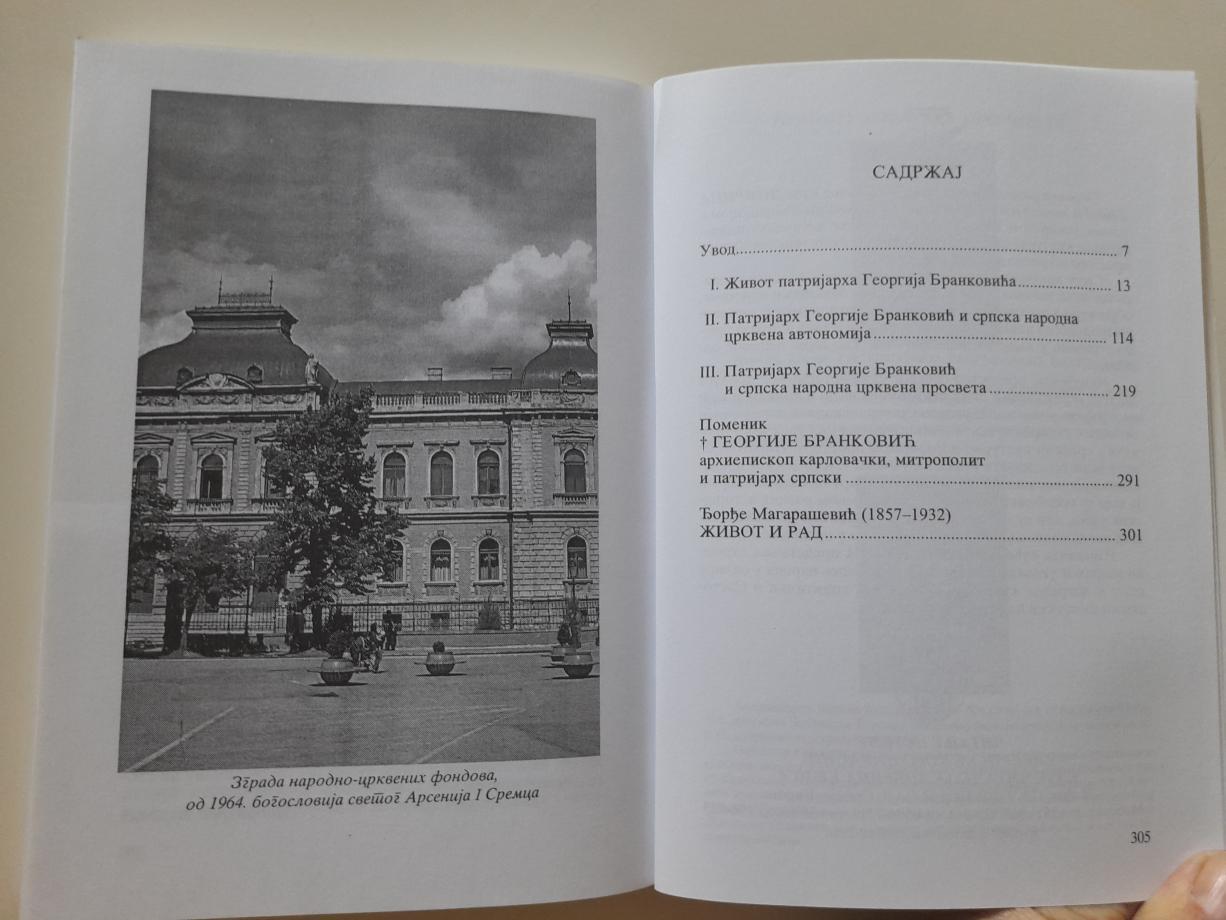 Зграда народно-црквених фондова,
од 1964. богословија светог Арсенија I Сремца
САДРЖАЈ
Увод........................................................................ 7
I. Живот патријарха Георгија Бранковића........................ 13
II. Патријарх Георгије Бранковић и српска народна
црквена автономија............................................... 114
III. Патријарх Георгије Бранковић
и српска народна црквена просвета........................ 219
Поменик
† ГЕОРГИЈЕ БРАНКОВИЋ
архиепископ карловачки, митрополит
и патријарх српски..................................................... 291
Ђорђе Магарашевић (1857–1932)
ЖИВОТ И РАД.......................................................... 301
305